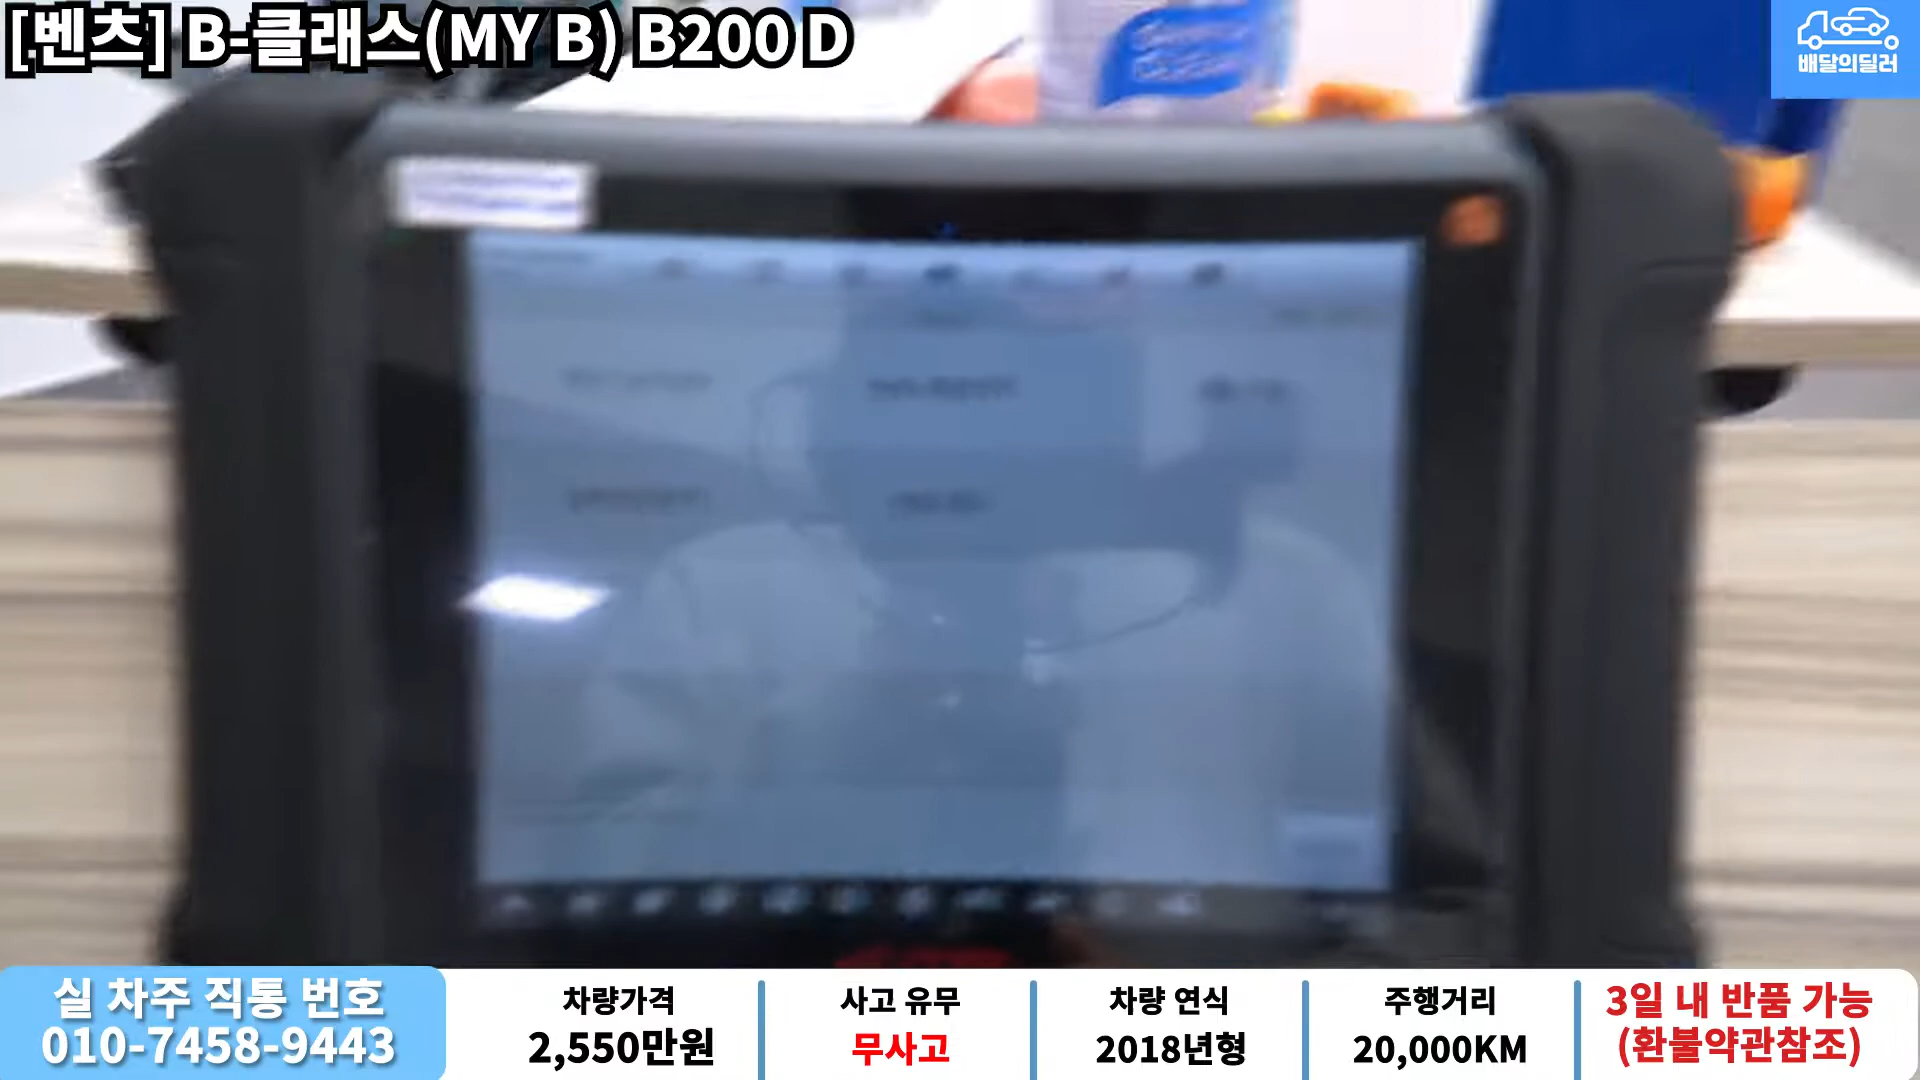 [벤츠] B-클래스(MY B) B200 D
배달의딜러
실 차주 직통 번호
010-7458-9443
차량가격
2,550만원
사고 유무
무사고
차량 연식
2018년형
주행거리
20,000KM
3일 내 반품 가능
(환불약관참조)